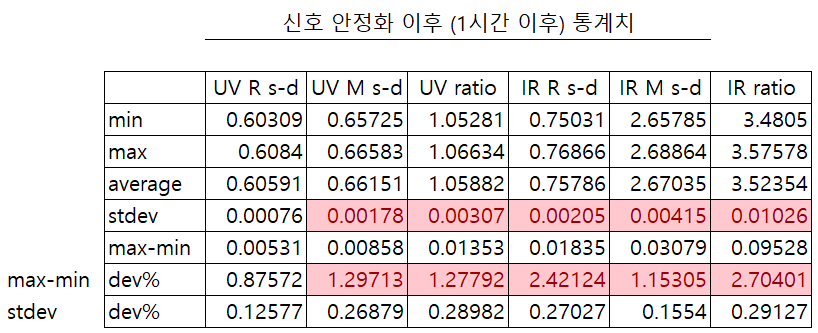 신호 안정화 이후 (1시간 이후) 통계치
UV R s-d UV M s-d UV ratio IR R s-d IR M s-d IR ratio
min 0.60309 0.65725 1.05281 0.75031 2.65785 3.4805
max 0.6084 0.66583 1.06634 0.76866 2.68864 3.57578
average 0.60591 0.66151 1.05882 0.75786 2.67035 3.52354
stdev 0.00076 0.00178 0.00307 0.00205 0.00415 0.01026
max-min 0.00531 0.00858 0.01353 0.01835 0.03079 0.09528
max-min dev% 0.87572 1.29713 1.27792 2.42124 1.15305 2.70401
stdev dev% 0.12577 0.26879 0.28982 0.27027 0.1554 0.29127